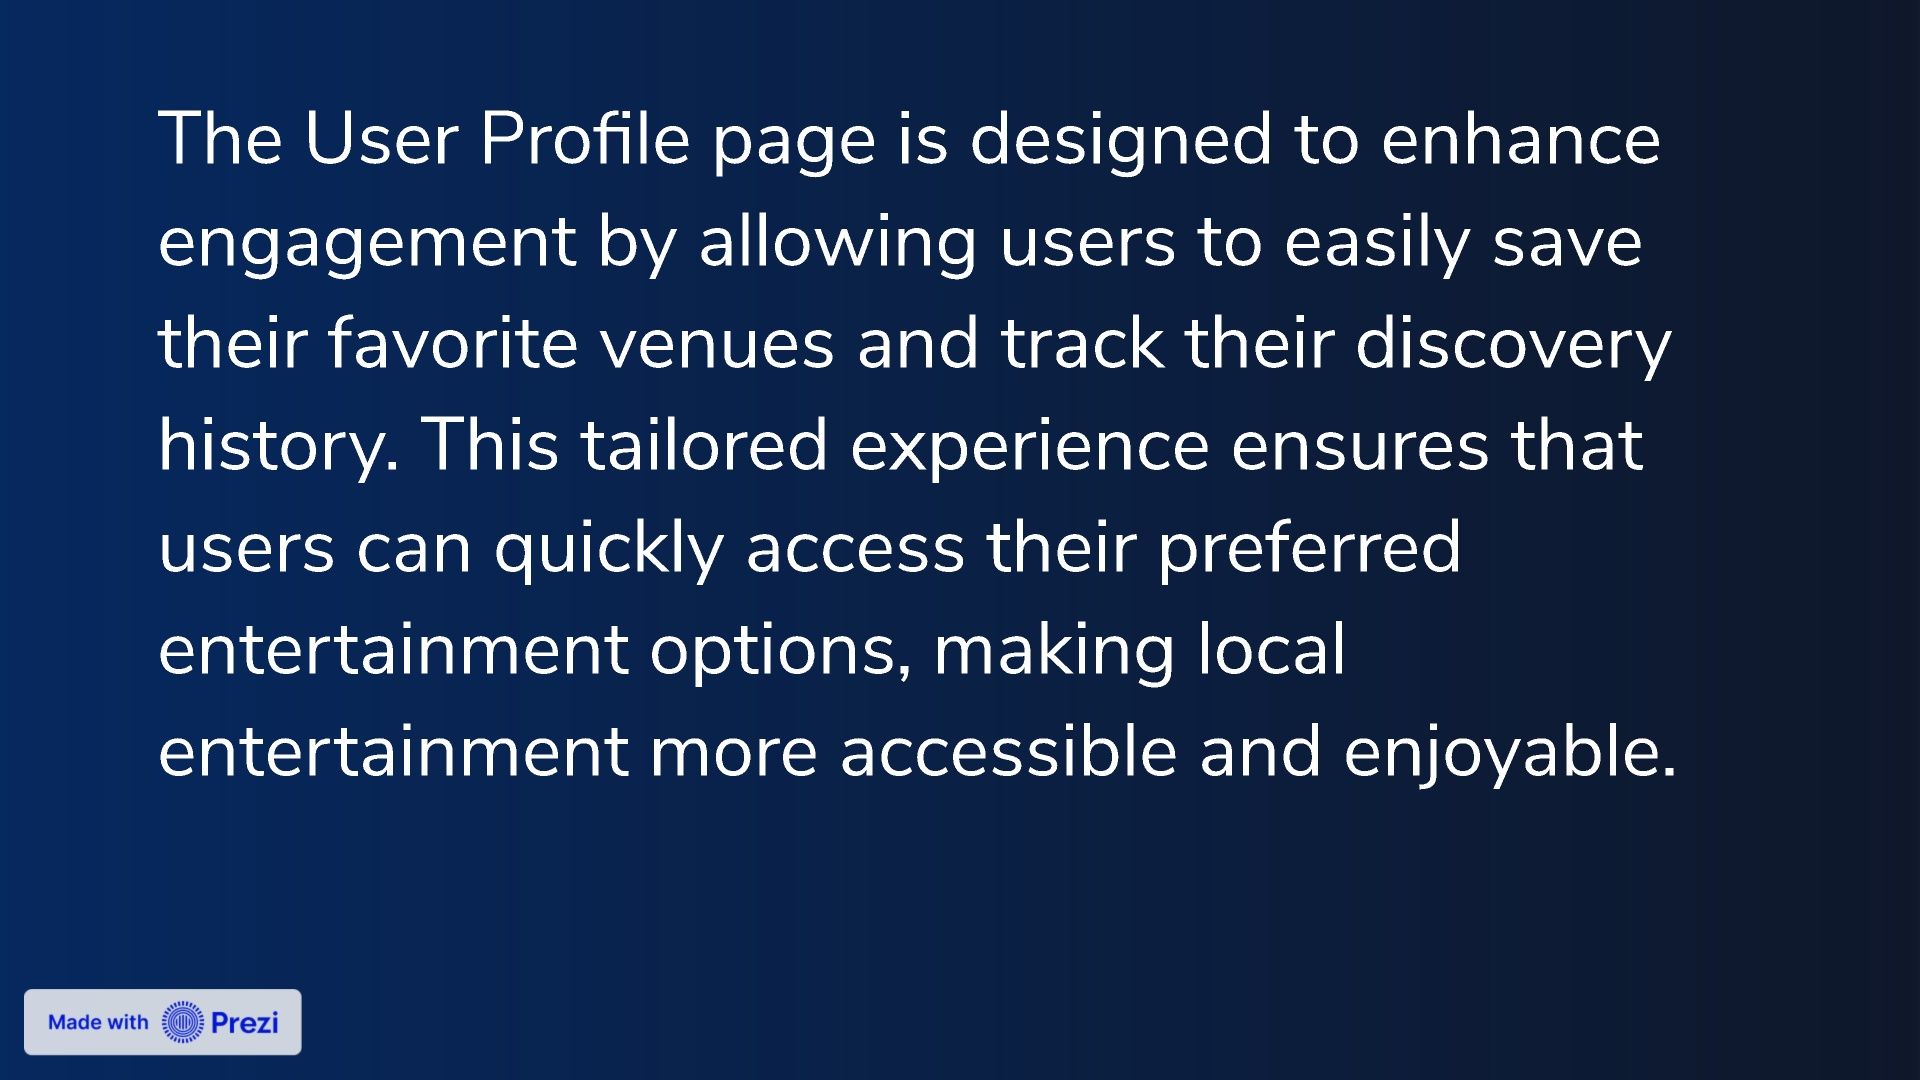 The User Profile page is designed to enhance
engagement by allowing users to easily save
their favorite venues and track their discovery
history. This tailored experience ensures that
users can quickly access their preferred
entertainment options, making local
entertainment more accessible and enjoyable.
Made with Prezi